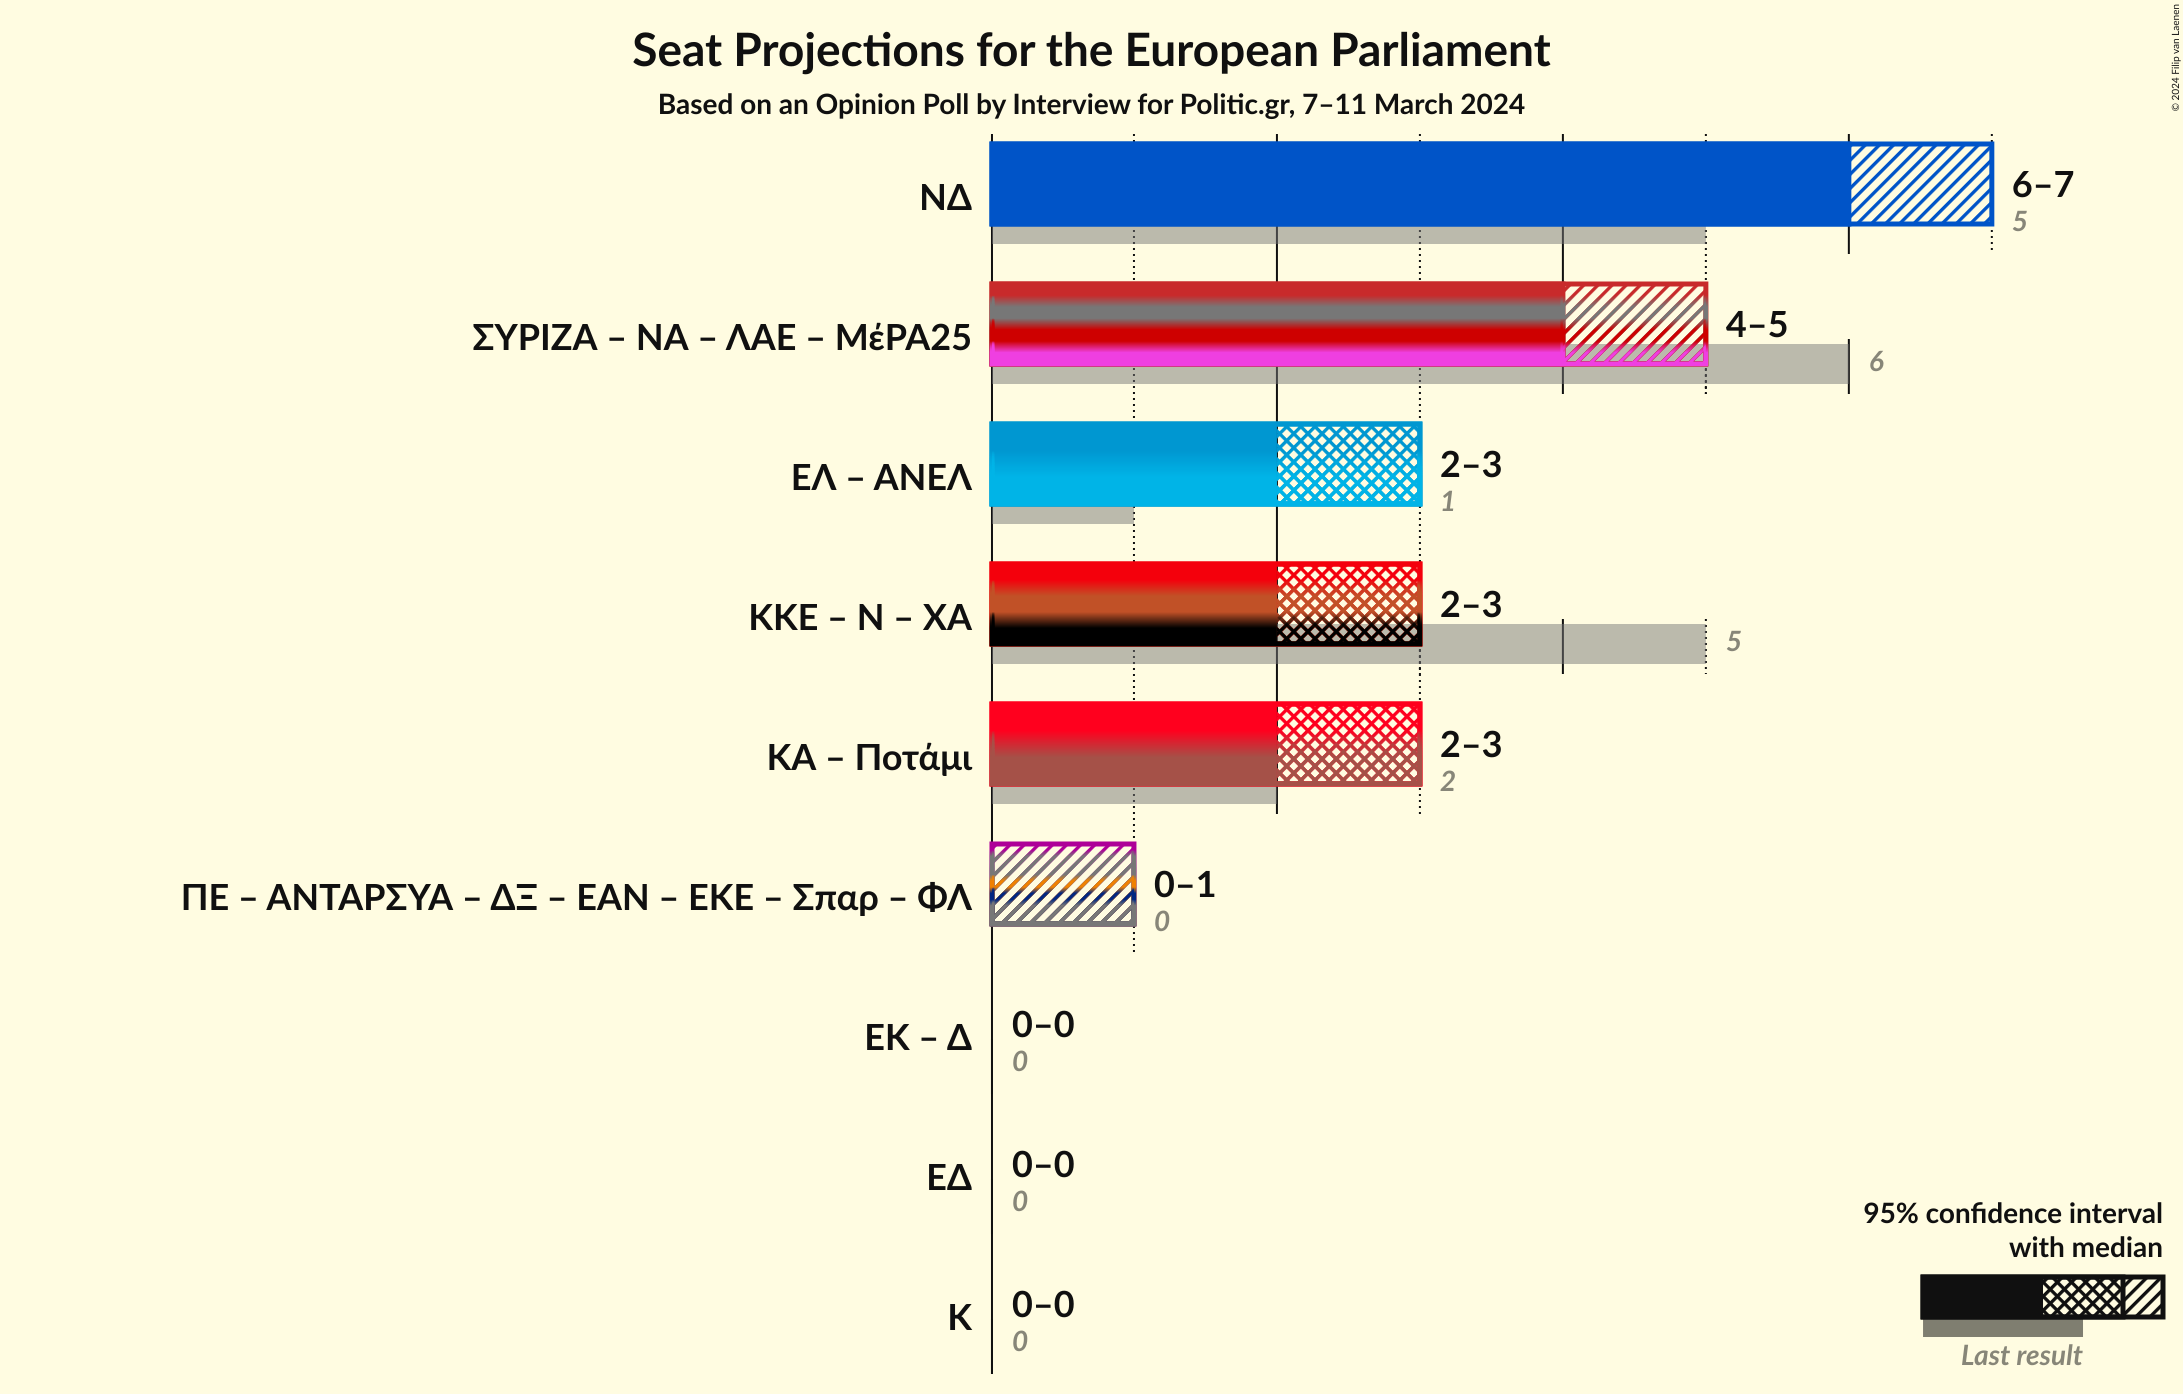 Seat Projections for the European Parliament
Based on an Opinion Poll by Interview for Politic.gr, 7–11 March 2024
© 2024 Filip van Laenen
ΝΔ
6–7
5
ΣΥΡΙΖΑ – ΝΑ – ΛΑΕ – ΜέΡΑ25
4–5
6
ΕΛ – ΑΝΕΛ
2–3
1
ΚΚΕ – Ν – ΧΑ
2–3
5
ΚΑ – Ποτάμι
2–3
2
ΠΕ – ΑΝΤΑΡΣΥΑ – ΔΞ – ΕΑΝ – ΕΚΕ – Σπαρ – ΦΛ
0–1
0
ΕΚ – Δ
0–0
0
ΕΔ
0–0
0
Κ
0–0
0
95% confidence interval
with median
Last result